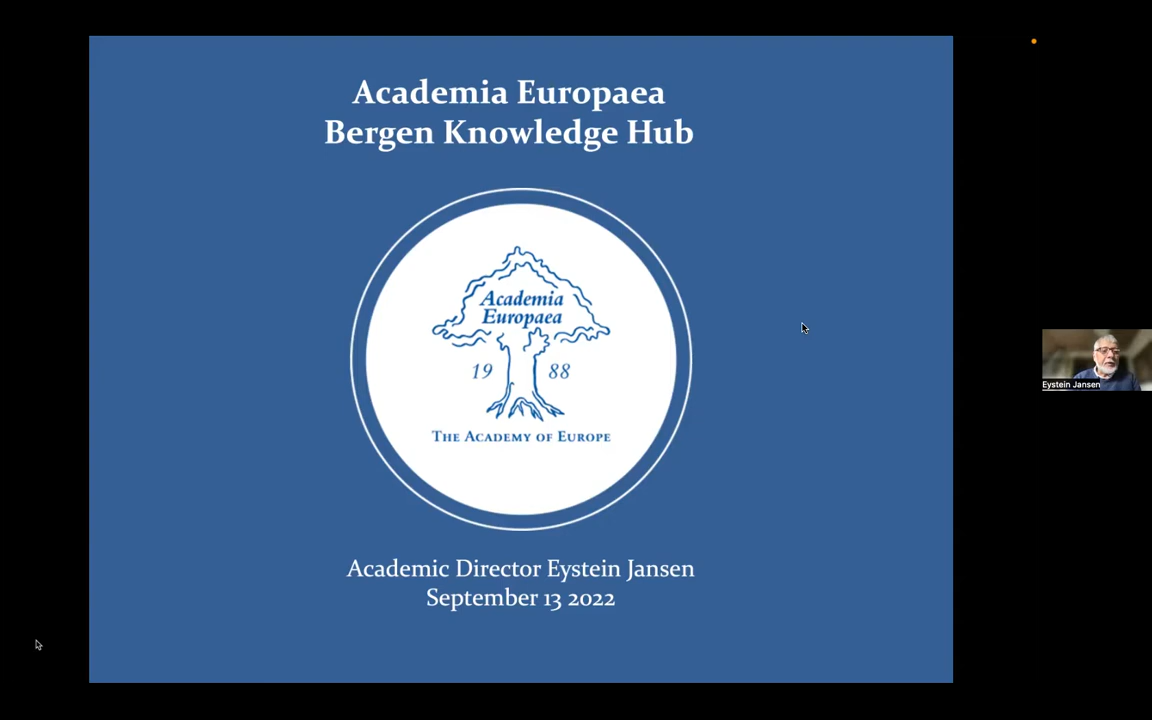 Academia Europaea
Bergen Knowledge Hub
Academia
Europaea
19 88
THE ACADEMY OF EUROPE
Academic Director Eystein Jansen
September 13 2022
Eystein Jansen